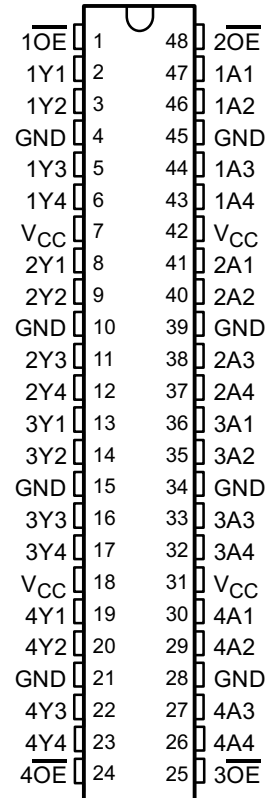 1O̅E̅ 1 48 2O̅E̅
1Y1 2 47 1A1
1Y2 3 46 1A2
GND 4 45 GND
1Y3 5 44 1A3
1Y4 6 43 1A4
VCC 7 42 VCC
2Y1 8 41 2A1
2Y2 9 40 2A2
GND 10 39 GND
2Y3 11 38 2A3
2Y4 12 37 2A4
3Y1 13 36 3A1
3Y2 14 35 3A2
GND 15 34 GND
3Y3 16 33 3A3
3Y4 17 32 3A4
VCC 18 31 VCC
4Y1 19 30 4A1
4Y2 20 29 4A2
GND 21 28 GND
4Y3 22 27 4A3
4Y4 23 26 4A4
4O̅E̅ 24 25 3O̅E̅